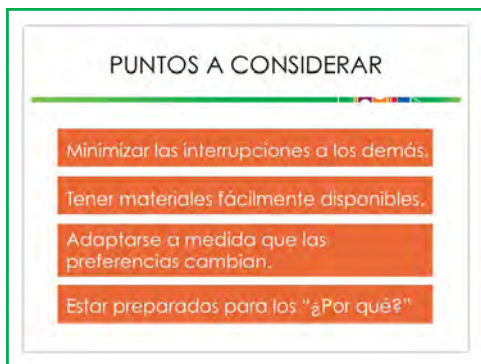 PUNTOS A CONSIDERAR
Minimizar las interrupciones a los demás.
Tener materiales fácilmente disponibles.
Adaptarse a medida que las
preferencias cambian.
Estar preparados para los “¿Por qué?”